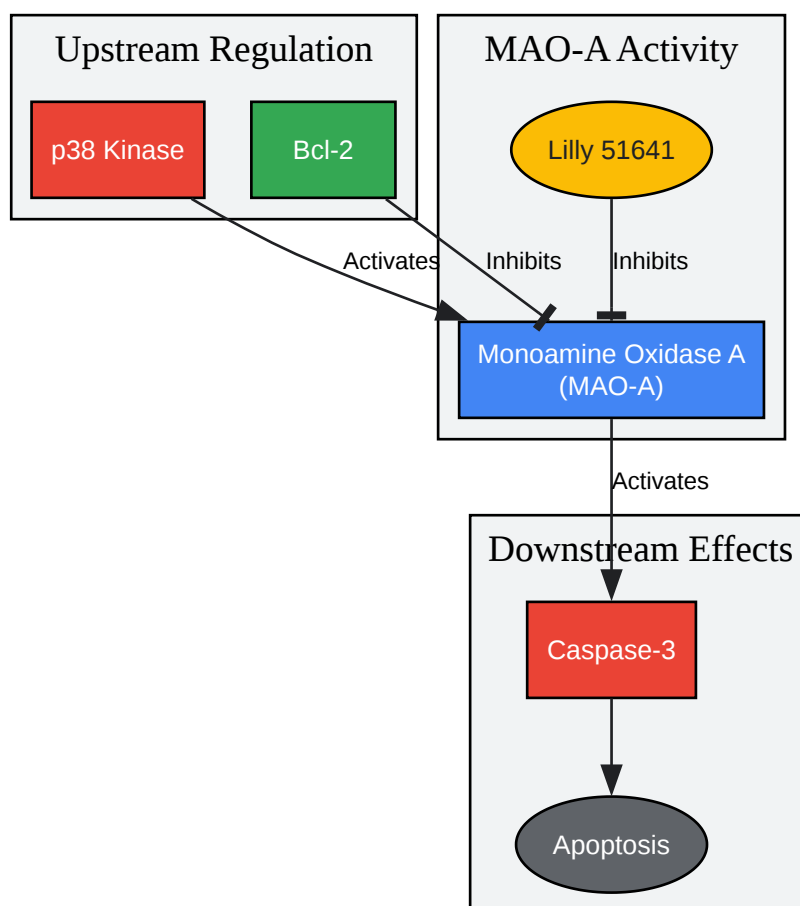 Upstream Regulation
MAO-A Activity
p38 Kinase
Bcl-2
Lilly 51641
Activates
Inhibits
Inhibits
Monoamine Oxidase A
(MAO-A)
Activates
Downstream Effects
Caspase-3
Apoptosis